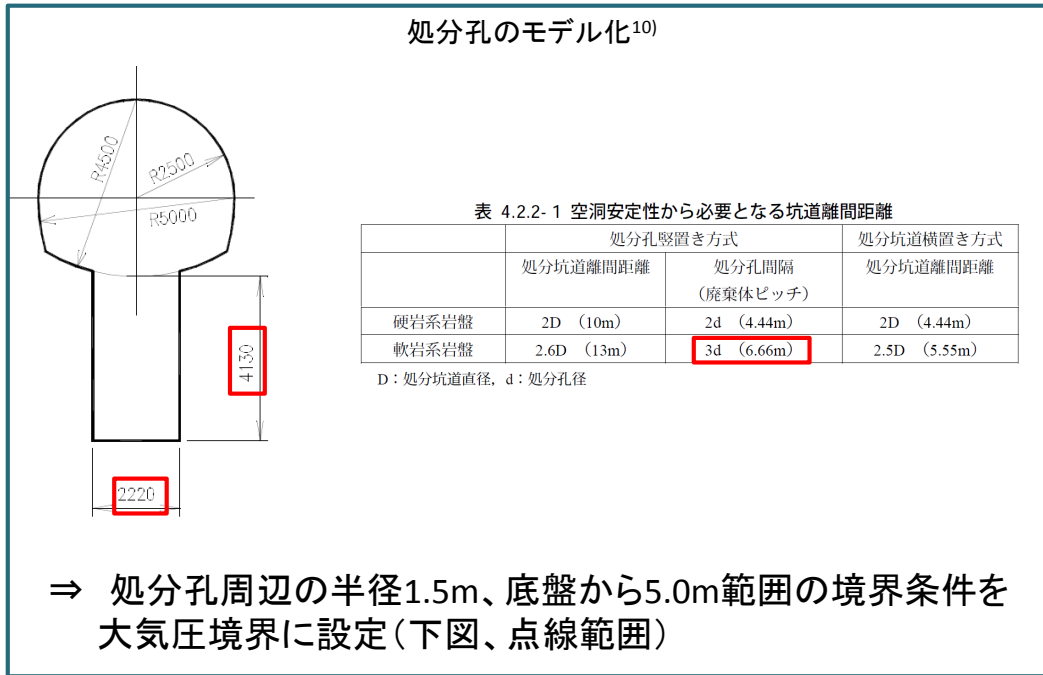 処分孔のモデル化10)
R4500
R2500
R5000
4130
2220
表 4.2.2- 1 空洞安定性から必要となる坑道離間距離
処分孔竪置き方式 処分坑道横置き方式
処分坑道離間距離 処分孔間隔 処分坑道離間距離
(廃棄体ピッチ)
硬岩系岩盤 2D (10m) 2d (4.44m) 2D (4.44m)
軟岩系岩盤 2.6D (13m) 3d (6.66m) 2.5D (5.55m)
D:処分坑道直径, d:処分孔径
⇒ 処分孔周辺の半径1.5m、底盤から5.0m範囲の境界条件を
大気圧境界に設定(下図、点線範囲)